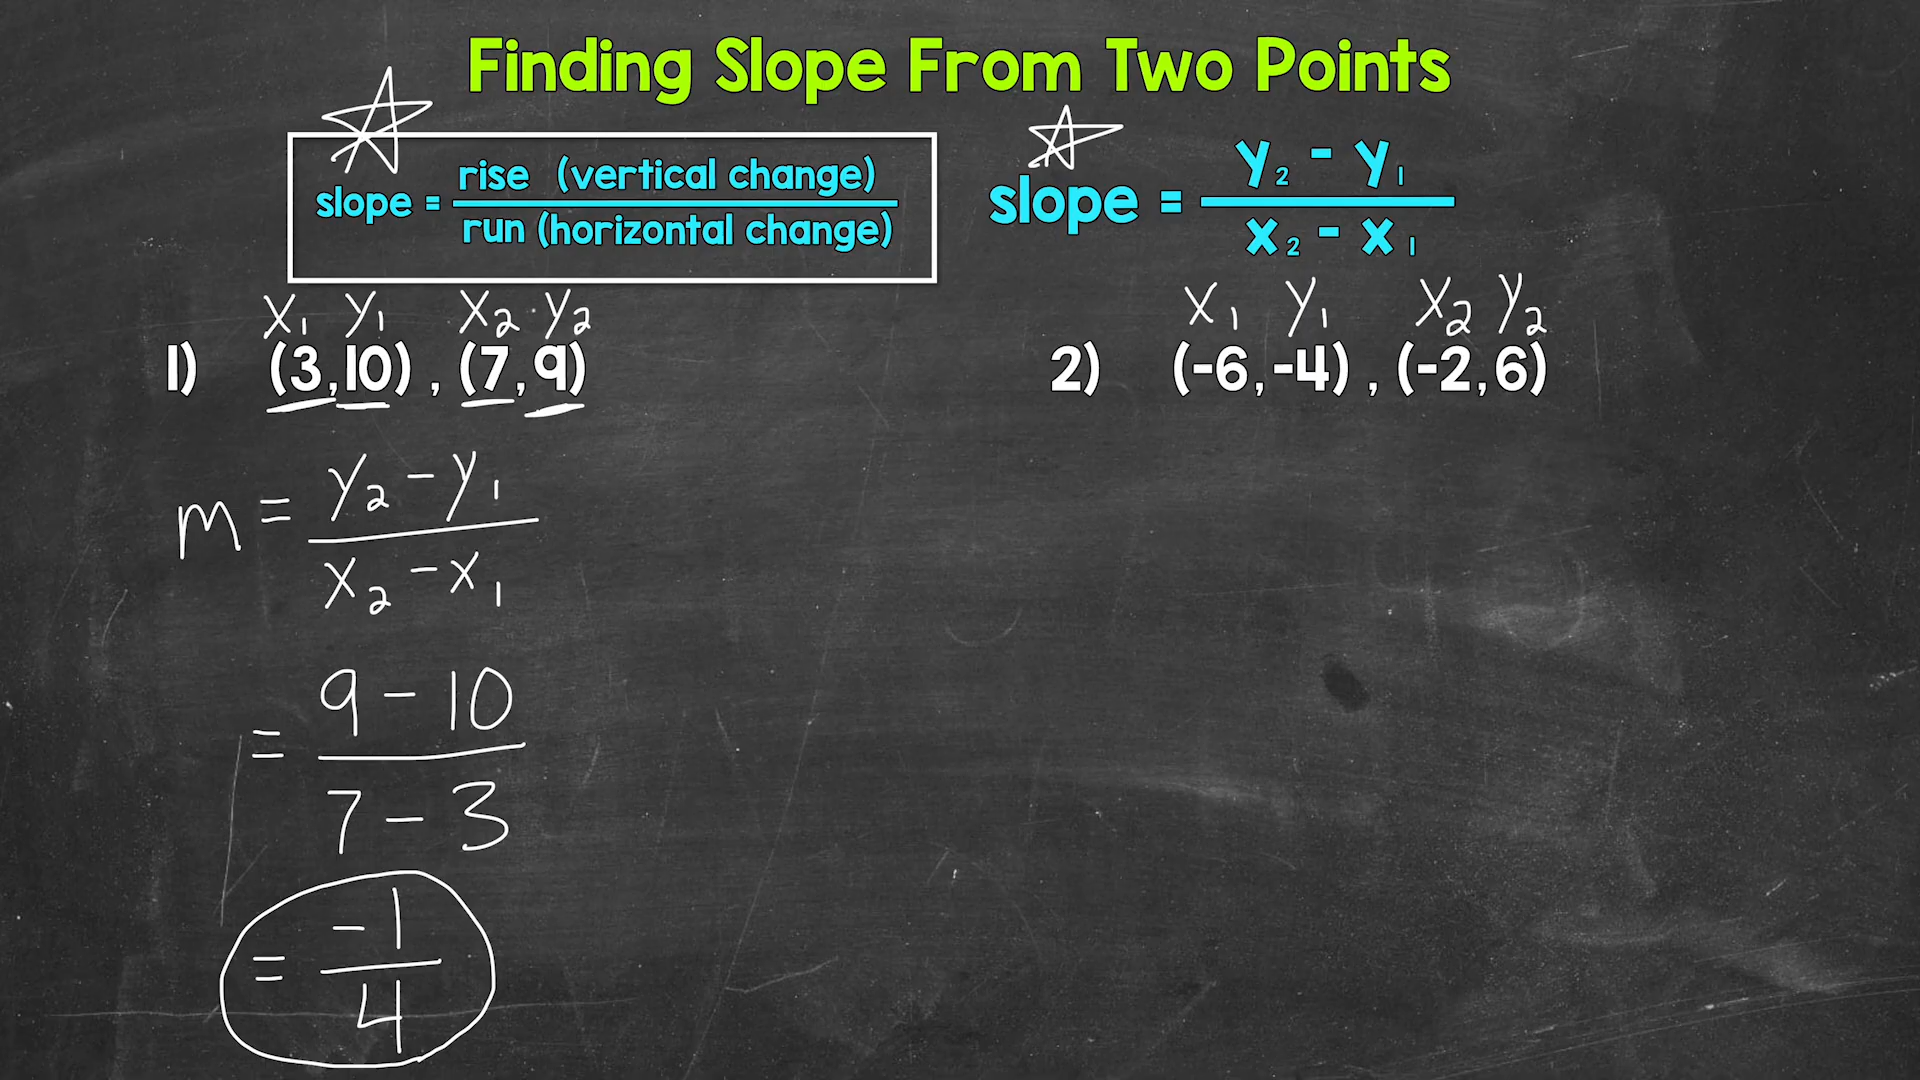 Finding Slope From Two Points
slope = rise (vertical change)
run (horizontal change)
slope = y₂ - y₁
x₂ - x₁
x₁ y₁ x₂ y₂
1) (3,10) , (7,9)
m = y₂ - y₁
x₂ - x₁
= 9 - 10
7 - 3
= -1
4
x₁ y₁ x₂ y₂
2) (-6,-4) , (-2,6)